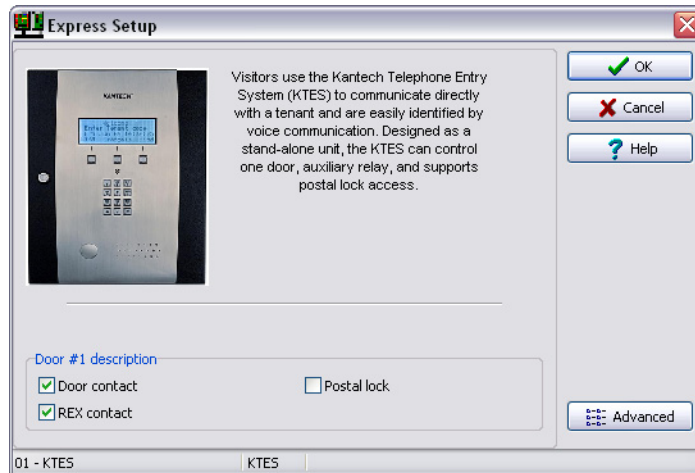 Express Setup
KANTECH
Enter Tenant code
Visitors use the Kantech Telephone Entry
System (KTES) to communicate directly
with a tenant and are easily identified by
voice communication. Designed as a
stand-alone unit, the KTES can control
one door, auxiliary relay, and supports
postal lock access.
OK
Cancel
Help
Door #1 description
Door contact
Postal lock
REX contact
Advanced
01 - KTES
KTES